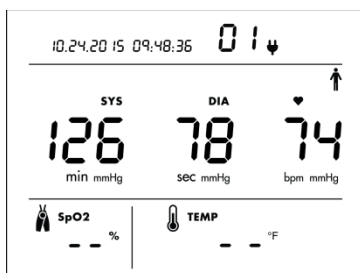 10.24.2015 09:48:36 01
SYS DIA
126 78 74
min mmHg sec mmHg bpm mmHg
SpO2 TEMP
-- % -- °F